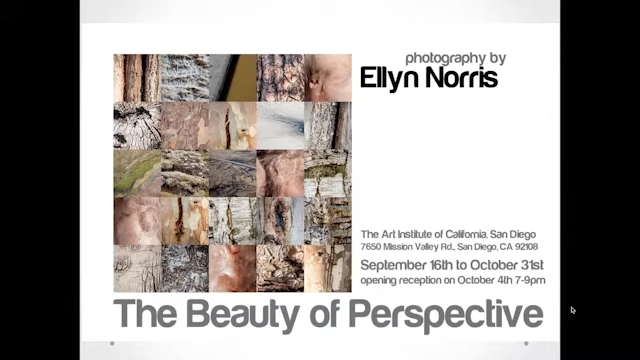 photography by
Ellyn Norris
The Art Institute of California, San Diego
7650 Mission Valley Rd., San Diego, CA 92108
September 16th to October 31st
opening reception on October 4th 7-9pm
The Beauty of Perspective